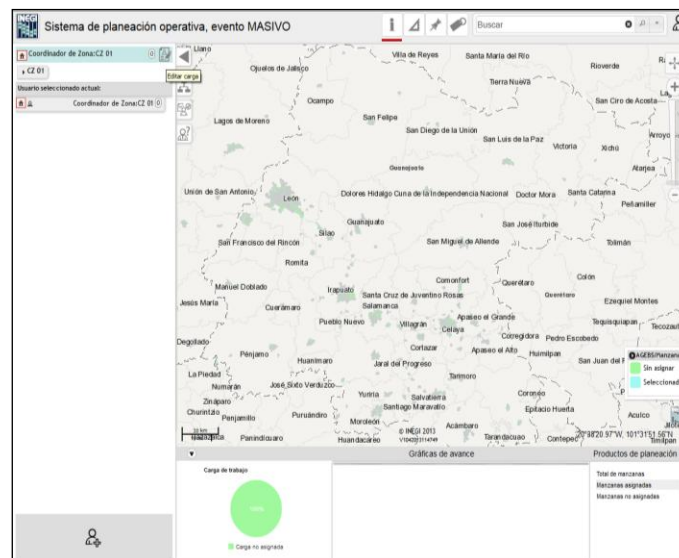 INEGI
Sistema de planeación operativa, evento MASIVO
Buscar
Coordinador de Zona:CZ 01
0
CZ 01
Editar carga
Usuario seleccionado actual:
Coordinador de Zona:CZ 01
0
Llano
Villa de Reyes
Santa María del Río
Ojuelos de Jalisco
Rioverde
Tierra Nueva
Ocampo
San Ciro de Acosta
San Felipe
Lagos de Moreno
San Diego de la Unión
Arroyo
San Luis de la Paz
Victoria
Xichú
Guanajuato
Atarjea
Unión de San Antonio
Dolores Hidalgo Cuna de la Independencia Nacional
Doctor Mora
Santa Catarina
León
Peñamiller
Guanajuato
San José Iturbide
Silao
San Francisco del Rincón
San Miguel de Allende
Tolimán
Romita
Manuel Doblado
Irapuato
Comonfort
Querétaro
Colón
Jesús María
Cuerámaro
Santa Cruz de Juventino Rosas
Querétaro
Ezequiel Montes
Salamanca
Pueblo Nuevo
Villagrán
Apaseo el Grande
Tequisquiapan
Celaya
Degollado
Corregidora
Pedro Escobedo
Cortazar
Pénjamo
Huanímaro
Apaseo el Alto
Huimilpan
San Juan del
Jaral del Progreso
La Piedad
Tarimoro
Numarán
José Sixto Verduzco
Coroneo
Yuriria
Salvatierra
Zináparo
Santiago Maravatío
Epitacio Huerta
Churintzio
Penjamillo
Puruándiro
Moroleón
Acámbaro
Aculco
Panindícuaro
Huandacareo
Tarandacuao
Contepec
Timilpan
AGEBS/Manzanas
Sin asignar
Seleccionad
10 km
© INEGI 2013
Gráficas de avance
Productos de planeación
Carga de trabajo
100%
Carga no asignada
Total de manzanas
Manzanas asignadas
Manzanas no asignadas